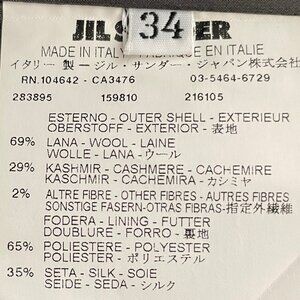 JIL SANDER
34
MADE IN ITALY - FABRIQUE EN ITALIE
イタリー 製 ージル・サンダー・ジャパン株式会社
RN.104642 - CA3476 03-5464-6729
283895 159810 216105
ESTERNO - OUTER SHELL - EXTERIEUR
OBERSTOFF - EXTERIOR - 表地
69% LANA - WOOL - LAINE
WOLLE - LANA - ウール
29% KASHMIR - CASHMERE - CACHEMIRE
KASCHMIR - CACHEMIRA - カシミヤ
2% ALTRE FIBRE - OTHER FIBRES - AUTRES FIBRES
SONSTIGE FASERN - OTRAS FIBRAS - 指定外繊維
FODERA - LINING - FUTTER
DOUBLURE - FORRO - 裏地
65% POLIESTERE - POLYESTER
POLIESTER - ポリエステル
35% SETA - SILK - SOIE
SEIDE - SEDA - シルク